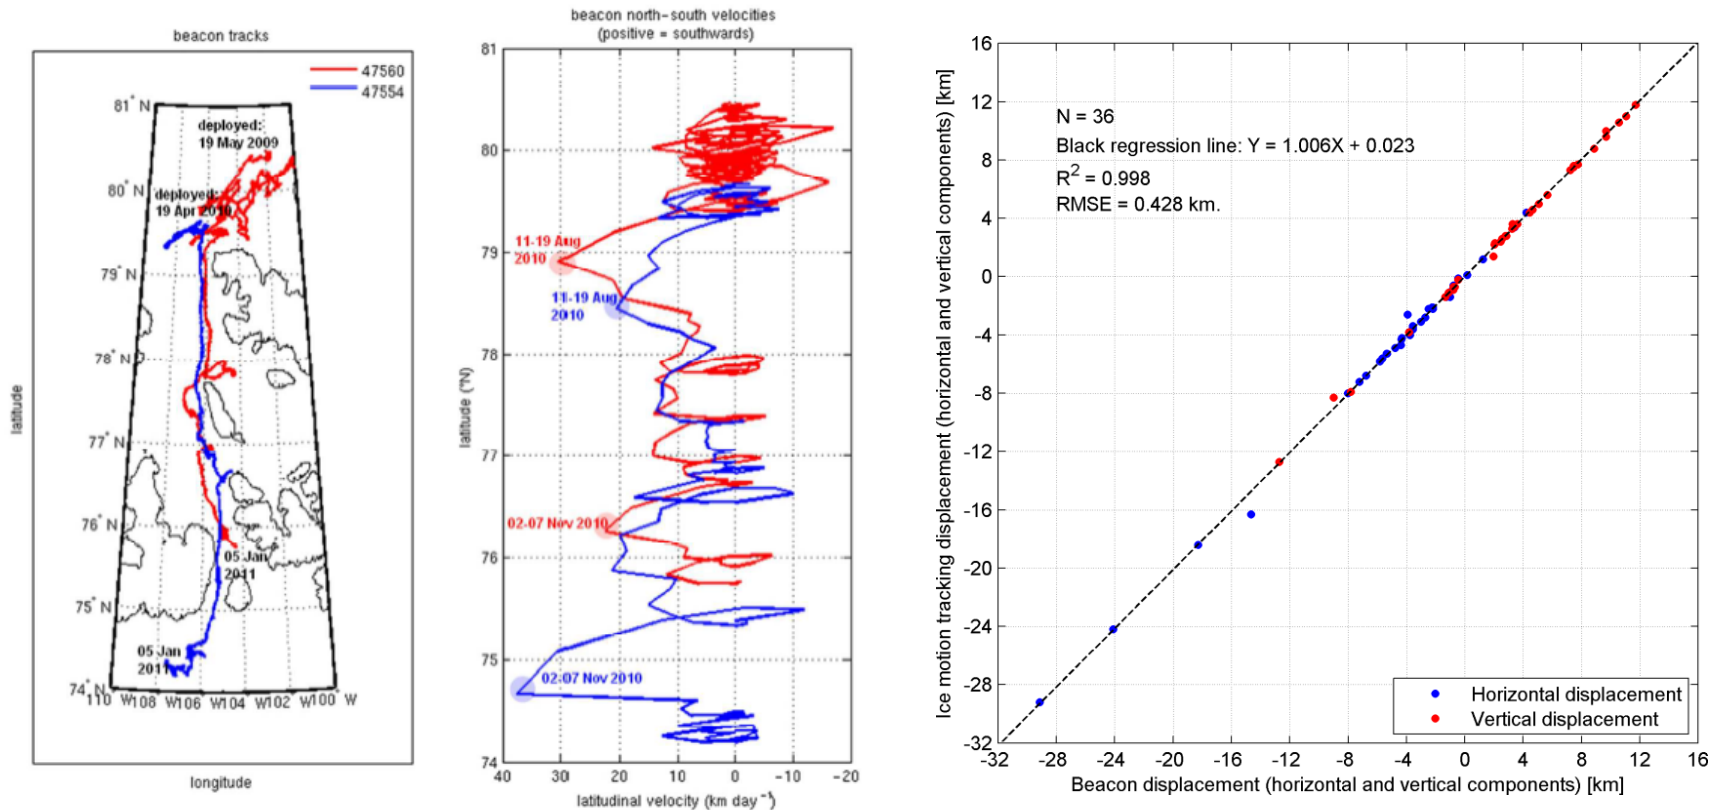 beacon tracks
47560
47554
81° N
deployed:
19 May 2009
80° N
deployed:
19 Apr 2010
79° N
78° N
77° N
76° N
05 Jan
2011
75° N
05 Jan
2011
74° N
110 W 108 W 106 W 104 W 102 W 100 W
latitude
longitude
beacon north-south velocities
(positive = southwards)
81
80
79
78
77
76
75
74
11-19 Aug
2010
11-19 Aug
2010
02-07 Nov 2010
02-07 Nov 2010
latitude (°N)
40 30 20 10 0 -10 -20
latitudinal velocity (km day⁻¹)
16
12
8
4
0
-4
-8
-12
-16
-20
-24
-28
-32
N = 36
Black regression line: Y = 1.006X + 0.023
R² = 0.998
RMSE = 0.428 km.
Horizontal displacement
Vertical displacement
Ice motion tracking displacement (horizontal and vertical components) [km]
-32 -28 -24 -20 -16 -12 -8 -4 0 4 8 12 16
Beacon displacement (horizontal and vertical components) [km]